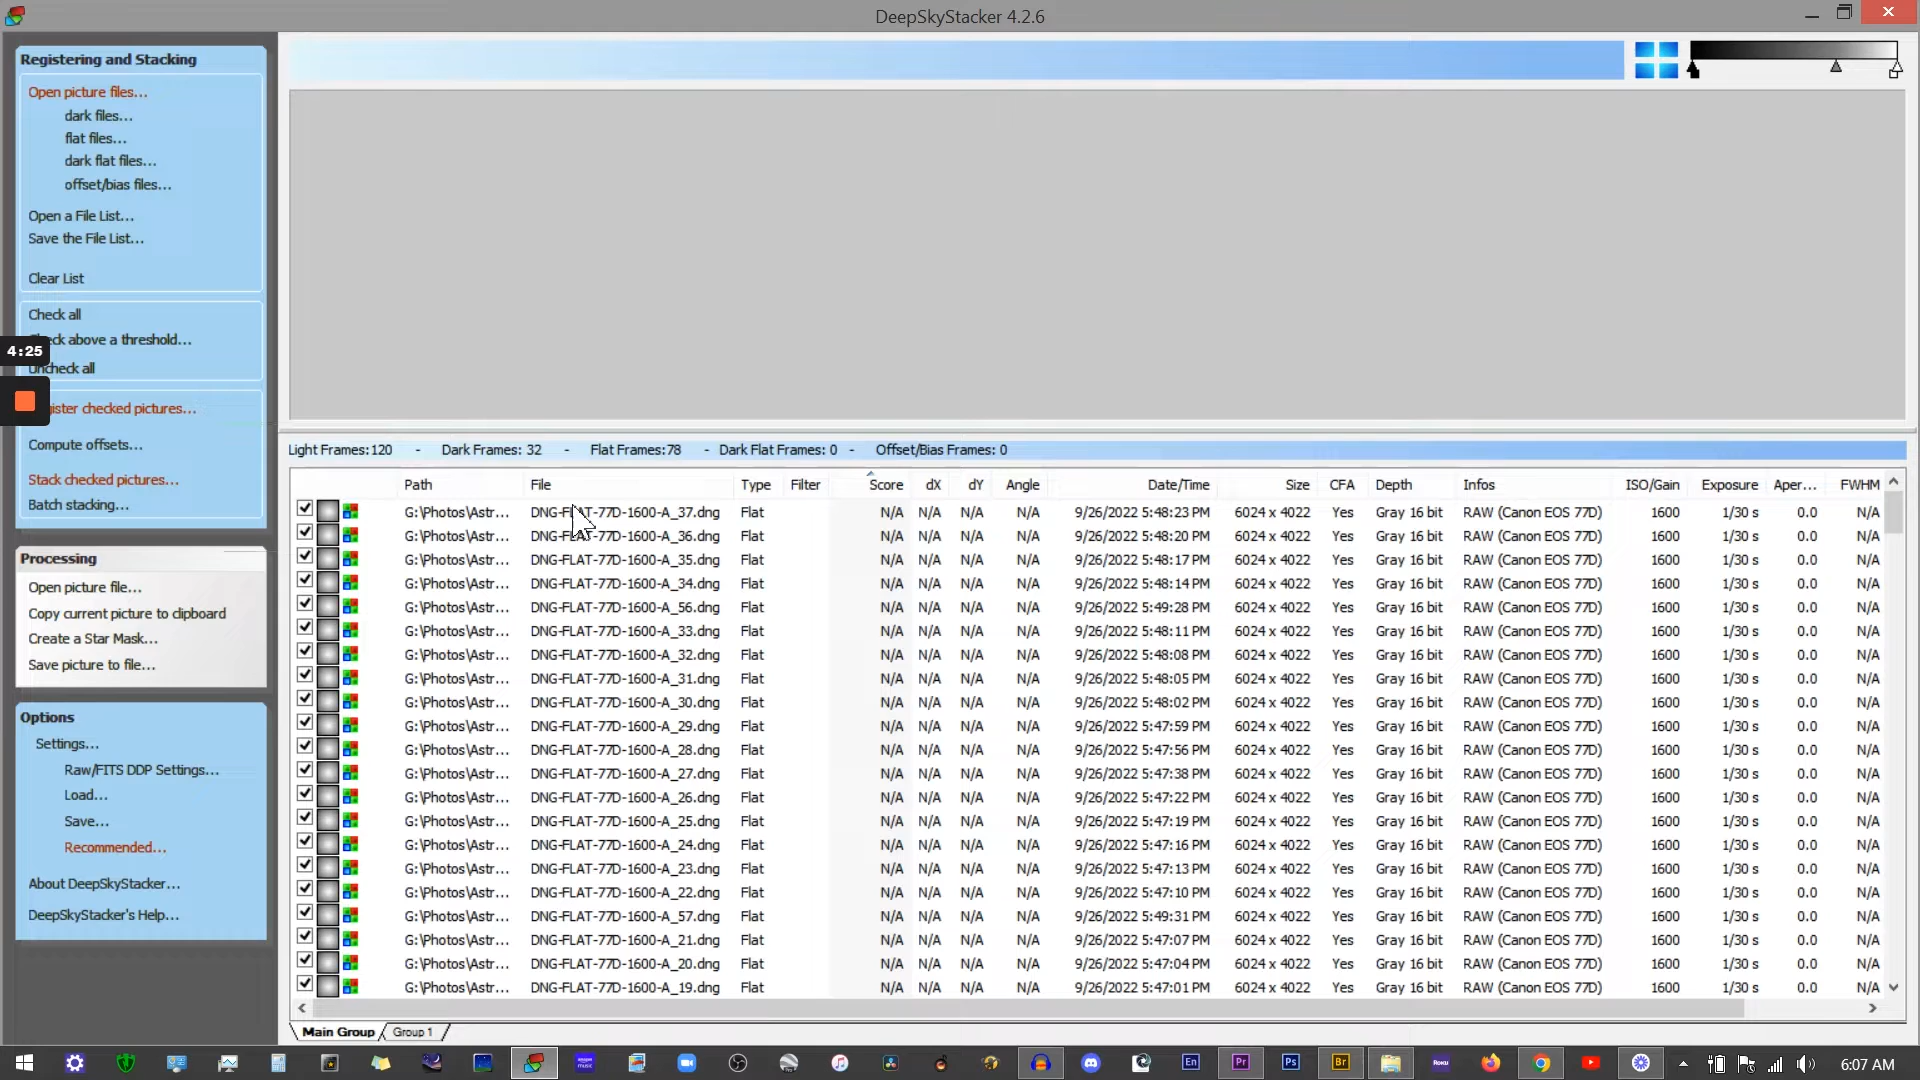 DeepSkyStacker 4.2.6
Registering and Stacking
Open picture files...
dark files...
flat files...
dark flat files...
offset/bias files...
Open a File List...
Save the File List...
Clear List
Check all
eck above a threshold...
4:25
Uncheck all
ister checked pictures...
Compute offsets...
Stack checked pictures...
Batch stacking...
Processing
Open picture file...
Copy current picture to clipboard
Create a Star Mask...
Save picture to file...
Options
Settings...
Raw/FITS DDP Settings...
Load...
Save...
Recommended...
About DeepSkyStacker...
DeepSkyStacker's Help...
Light Frames:120 - Dark Frames: 32 - Flat Frames:78 - Dark Flat Frames: 0 - Offset/Bias Frames: 0
Path File Type Filter Score dX dY Angle Date/Time Size CFA Depth Infos ISO/Gain Exposure Aper... FWHM
G:\Photos\Astr... DNG-FLAT-77D-1600-A_37.dng Flat N/A N/A N/A N/A 9/26/2022 5:48:23 PM 6024 x 4022 Yes Gray 16 bit RAW (Canon EOS 77D) 1600 1/30 s 0.0 N/A
G:\Photos\Astr... DNG-FLAT-77D-1600-A_36.dng Flat N/A N/A N/A N/A 9/26/2022 5:48:20 PM 6024 x 4022 Yes Gray 16 bit RAW (Canon EOS 77D) 1600 1/30 s 0.0 N/A
G:\Photos\Astr... DNG-FLAT-77D-1600-A_35.dng Flat N/A N/A N/A N/A 9/26/2022 5:48:17 PM 6024 x 4022 Yes Gray 16 bit RAW (Canon EOS 77D) 1600 1/30 s 0.0 N/A
G:\Photos\Astr... DNG-FLAT-77D-1600-A_34.dng Flat N/A N/A N/A N/A 9/26/2022 5:48:14 PM 6024 x 4022 Yes Gray 16 bit RAW (Canon EOS 77D) 1600 1/30 s 0.0 N/A
G:\Photos\Astr... DNG-FLAT-77D-1600-A_56.dng Flat N/A N/A N/A N/A 9/26/2022 5:49:28 PM 6024 x 4022 Yes Gray 16 bit RAW (Canon EOS 77D) 1600 1/30 s 0.0 N/A
G:\Photos\Astr... DNG-FLAT-77D-1600-A_33.dng Flat N/A N/A N/A N/A 9/26/2022 5:48:11 PM 6024 x 4022 Yes Gray 16 bit RAW (Canon EOS 77D) 1600 1/30 s 0.0 N/A
G:\Photos\Astr... DNG-FLAT-77D-1600-A_32.dng Flat N/A N/A N/A N/A 9/26/2022 5:48:08 PM 6024 x 4022 Yes Gray 16 bit RAW (Canon EOS 77D) 1600 1/30 s 0.0 N/A
G:\Photos\Astr... DNG-FLAT-77D-1600-A_31.dng Flat N/A N/A N/A N/A 9/26/2022 5:48:05 PM 6024 x 4022 Yes Gray 16 bit RAW (Canon EOS 77D) 1600 1/30 s 0.0 N/A
G:\Photos\Astr... DNG-FLAT-77D-1600-A_30.dng Flat N/A N/A N/A N/A 9/26/2022 5:48:02 PM 6024 x 4022 Yes Gray 16 bit RAW (Canon EOS 77D) 1600 1/30 s 0.0 N/A
G:\Photos\Astr... DNG-FLAT-77D-1600-A_29.dng Flat N/A N/A N/A N/A 9/26/2022 5:47:59 PM 6024 x 4022 Yes Gray 16 bit RAW (Canon EOS 77D) 1600 1/30 s 0.0 N/A
G:\Photos\Astr... DNG-FLAT-77D-1600-A_28.dng Flat N/A N/A N/A N/A 9/26/2022 5:47:56 PM 6024 x 4022 Yes Gray 16 bit RAW (Canon EOS 77D) 1600 1/30 s 0.0 N/A
G:\Photos\Astr... DNG-FLAT-77D-1600-A_27.dng Flat N/A N/A N/A N/A 9/26/2022 5:47:38 PM 6024 x 4022 Yes Gray 16 bit RAW (Canon EOS 77D) 1600 1/30 s 0.0 N/A
G:\Photos\Astr... DNG-FLAT-77D-1600-A_26.dng Flat N/A N/A N/A N/A 9/26/2022 5:47:22 PM 6024 x 4022 Yes Gray 16 bit RAW (Canon EOS 77D) 1600 1/30 s 0.0 N/A
G:\Photos\Astr... DNG-FLAT-77D-1600-A_25.dng Flat N/A N/A N/A N/A 9/26/2022 5:47:19 PM 6024 x 4022 Yes Gray 16 bit RAW (Canon EOS 77D) 1600 1/30 s 0.0 N/A
G:\Photos\Astr... DNG-FLAT-77D-1600-A_24.dng Flat N/A N/A N/A N/A 9/26/2022 5:47:16 PM 6024 x 4022 Yes Gray 16 bit RAW (Canon EOS 77D) 1600 1/30 s 0.0 N/A
G:\Photos\Astr... DNG-FLAT-77D-1600-A_23.dng Flat N/A N/A N/A N/A 9/26/2022 5:47:13 PM 6024 x 4022 Yes Gray 16 bit RAW (Canon EOS 77D) 1600 1/30 s 0.0 N/A
G:\Photos\Astr... DNG-FLAT-77D-1600-A_22.dng Flat N/A N/A N/A N/A 9/26/2022 5:47:10 PM 6024 x 4022 Yes Gray 16 bit RAW (Canon EOS 77D) 1600 1/30 s 0.0 N/A
G:\Photos\Astr... DNG-FLAT-77D-1600-A_57.dng Flat N/A N/A N/A N/A 9/26/2022 5:49:31 PM 6024 x 4022 Yes Gray 16 bit RAW (Canon EOS 77D) 1600 1/30 s 0.0 N/A
G:\Photos\Astr... DNG-FLAT-77D-1600-A_21.dng Flat N/A N/A N/A N/A 9/26/2022 5:47:07 PM 6024 x 4022 Yes Gray 16 bit RAW (Canon EOS 77D) 1600 1/30 s 0.0 N/A
G:\Photos\Astr... DNG-FLAT-77D-1600-A_20.dng Flat N/A N/A N/A N/A 9/26/2022 5:47:04 PM 6024 x 4022 Yes Gray 16 bit RAW (Canon EOS 77D) 1600 1/30 s 0.0 N/A
G:\Photos\Astr... DNG-FLAT-77D-1600-A_19.dng Flat N/A N/A N/A N/A 9/26/2022 5:47:01 PM 6024 x 4022 Yes Gray 16 bit RAW (Canon EOS 77D) 1600 1/30 s 0.0 N/A
Main Group Group 1
amazon music En Pr Ps Br Roku 6:07 AM